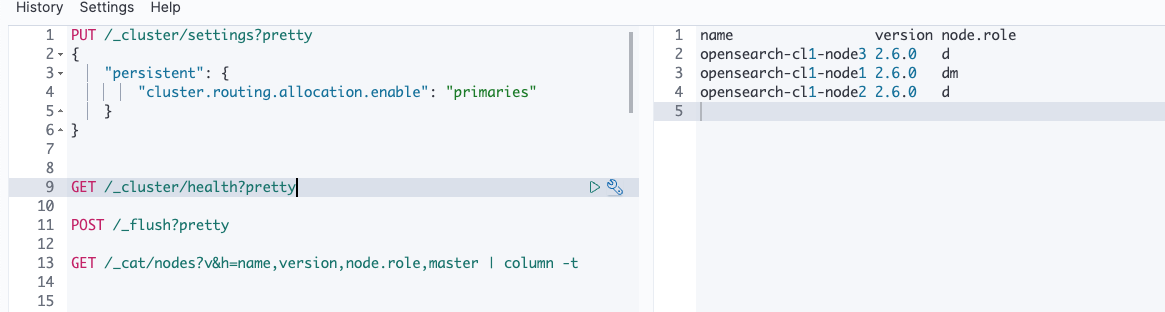 History Settings Help
1 PUT /_cluster/settings?pretty
2 {
3 "persistent": {
4 "cluster.routing.allocation.enable": "primaries"
5 }
6 }
7
8
9 GET /_cluster/health?pretty
10
11 POST /_flush?pretty
12
13 GET /_cat/nodes?v&h=name,version,node.role,master | column -t
14
15
1 name version node.role
2 opensearch-cl1-node3 2.6.0 d
3 opensearch-cl1-node1 2.6.0 dm
4 opensearch-cl1-node2 2.6.0 d
5